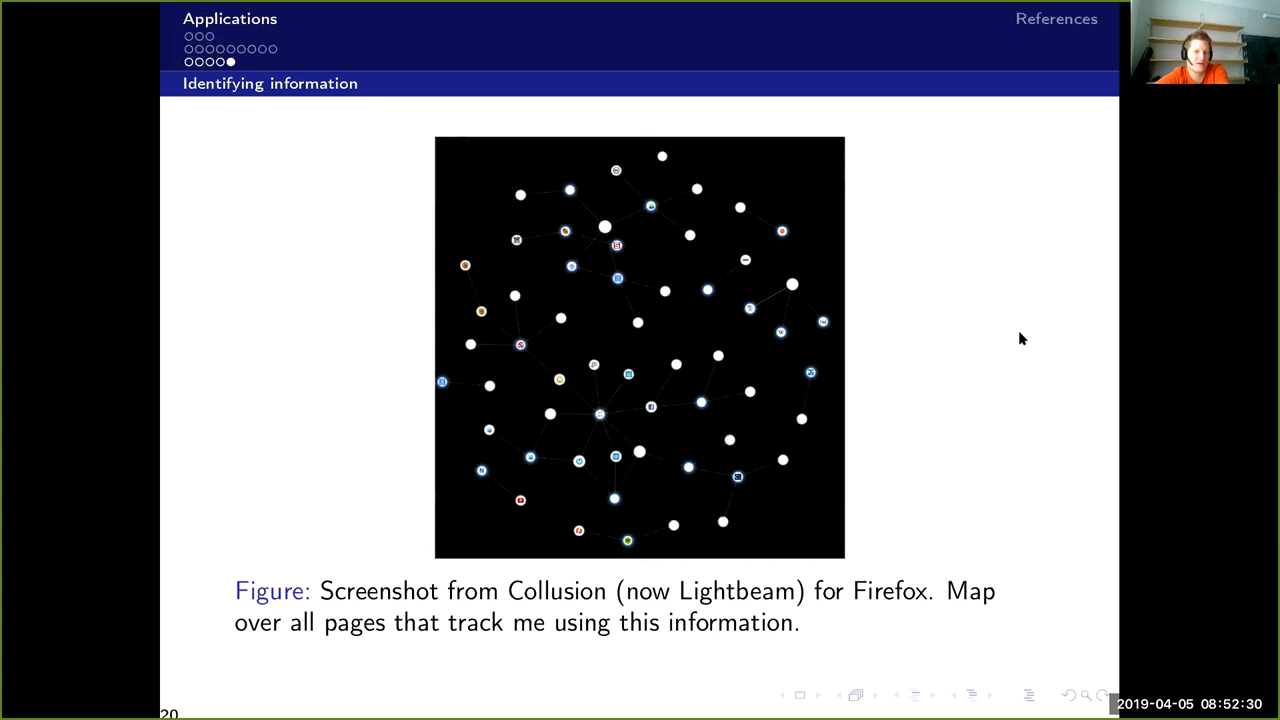 Applications
References
Identifying information
Figure: Screenshot from Collusion (now Lightbeam) for Firefox. Map
over all pages that track me using this information.
20
2019-04-05 08:52:30